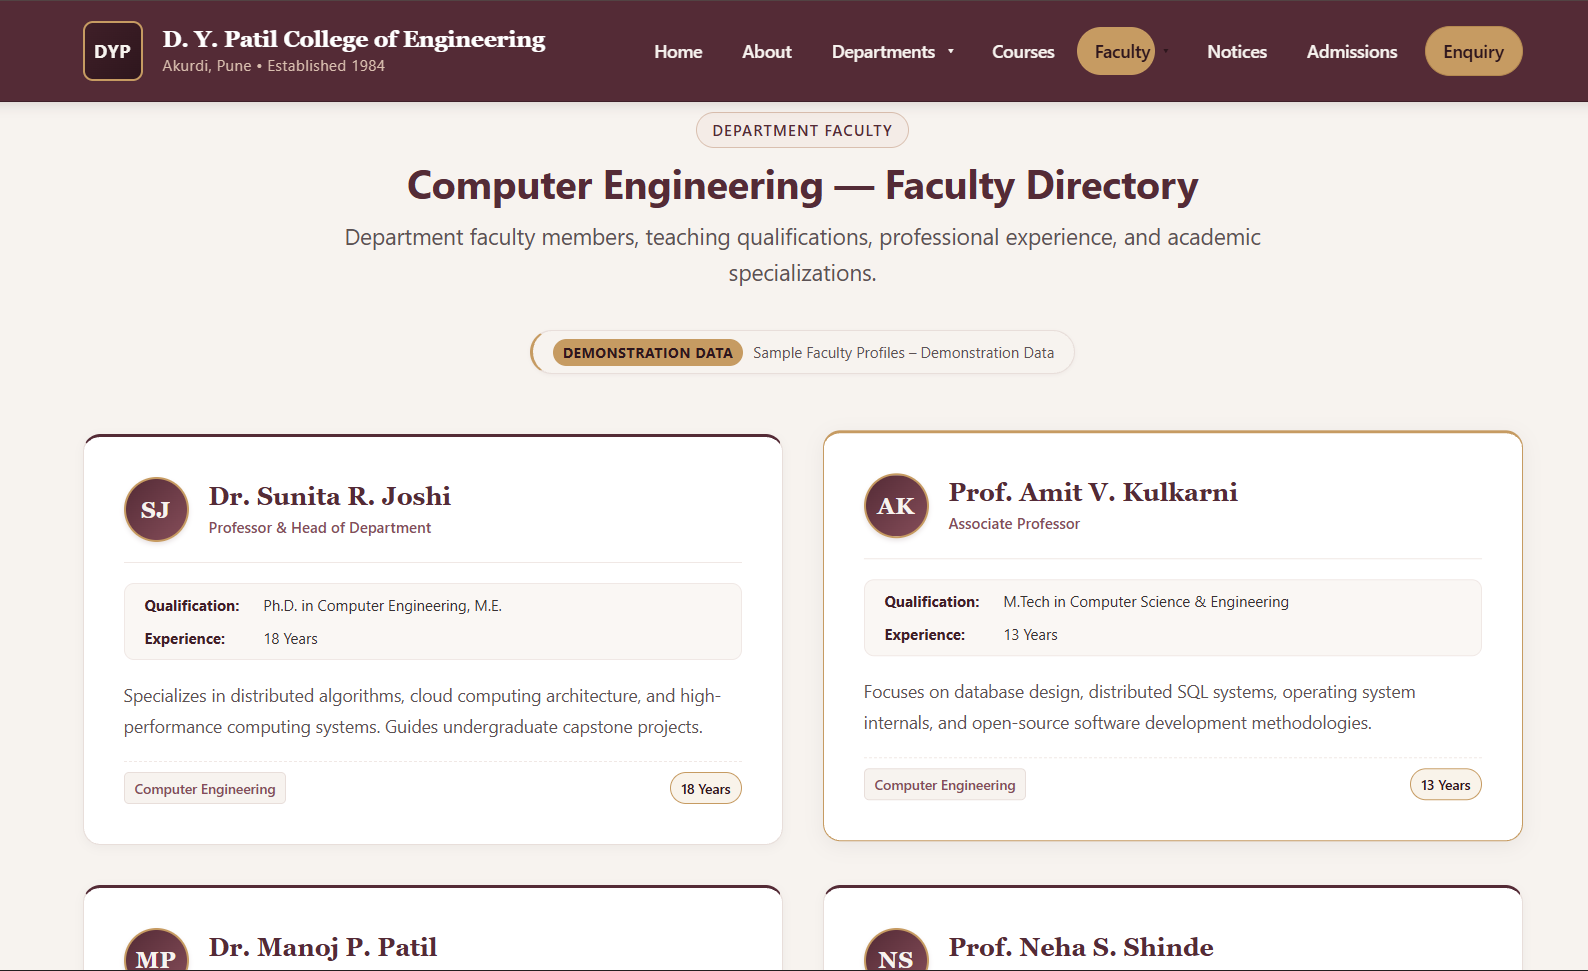 DYP
D. Y. Patil College of Engineering
Akurdi, Pune • Established 1984
Home
About
Departments ▾
Courses
Faculty ▾
Notices
Admissions
Enquiry
DEPARTMENT FACULTY
Computer Engineering — Faculty Directory
Department faculty members, teaching qualifications, professional experience, and academic
specializations.
DEMONSTRATION DATA Sample Faculty Profiles – Demonstration Data
SJ
Dr. Sunita R. Joshi
Professor & Head of Department
Qualification: Ph.D. in Computer Engineering, M.E.
Experience: 18 Years
Specializes in distributed algorithms, cloud computing architecture, and high-
performance computing systems. Guides undergraduate capstone projects.
Computer Engineering
18 Years
AK
Prof. Amit V. Kulkarni
Associate Professor
Qualification: M.Tech in Computer Science & Engineering
Experience: 13 Years
Focuses on database design, distributed SQL systems, operating system
internals, and open-source software development methodologies.
Computer Engineering
13 Years
MP
Dr. Manoj P. Patil
NS
Prof. Neha S. Shinde